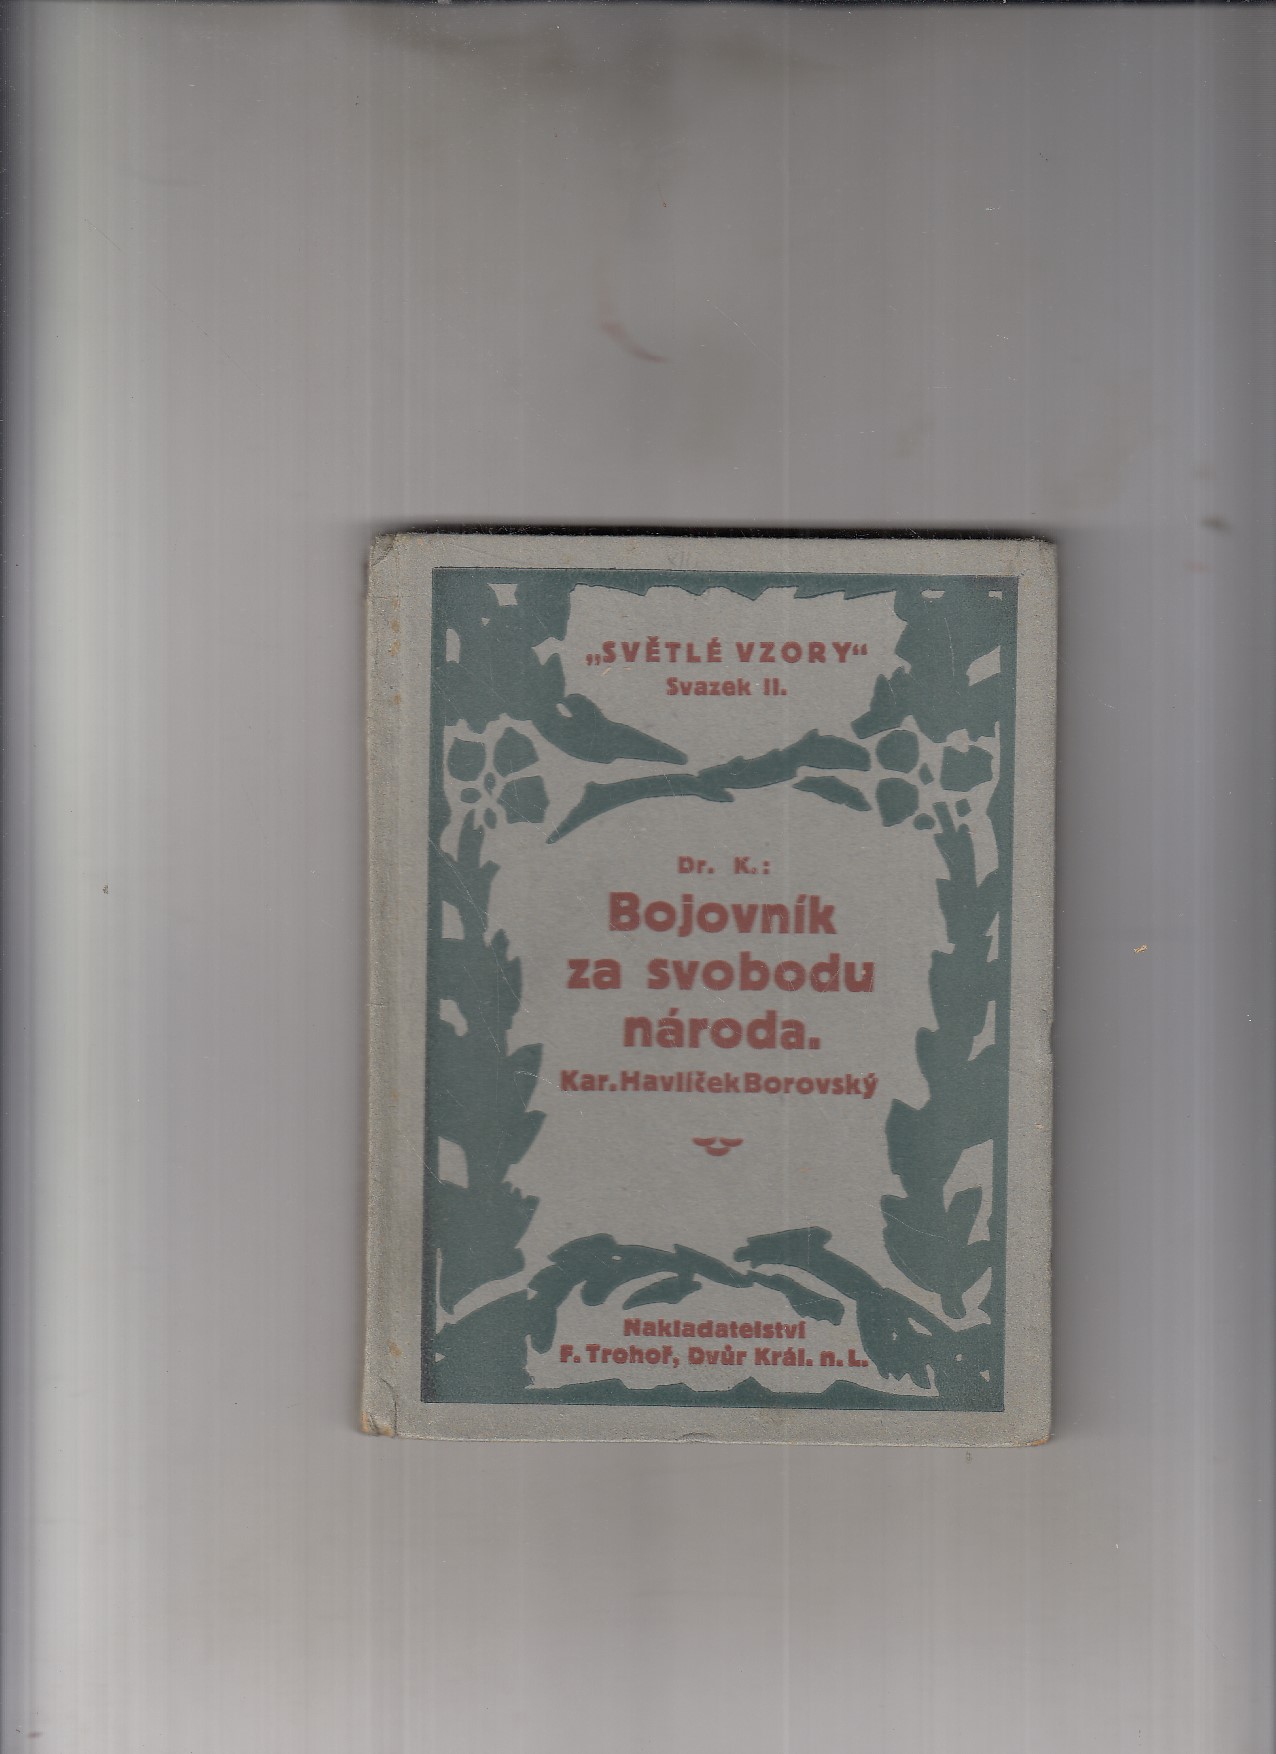 „SVĚTLÉ VZORY“
Svazek II.
Dr. K.:
Bojovník
za svobodu
národa.
Kar. Havlíček Borovský
Nakladatelství
F. Trohoř, Dvůr Král. n. L.